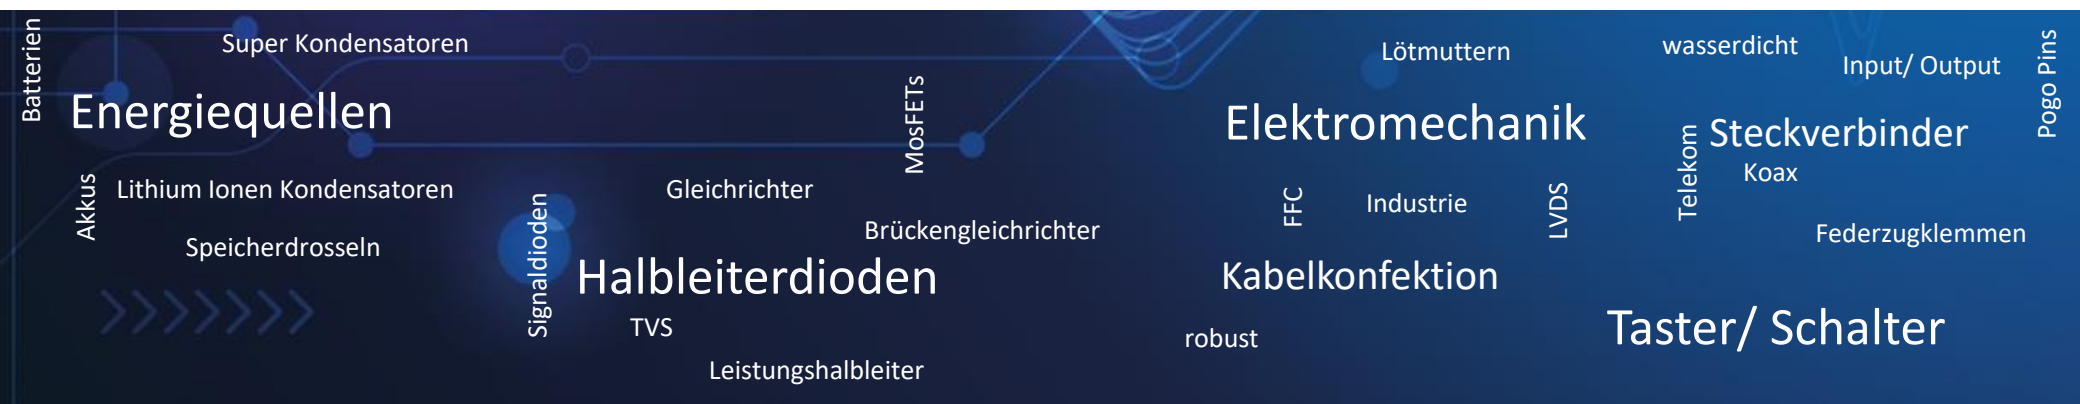 Batterien
Super Kondensatoren
Energiequellen
Akkus
Lithium Ionen Kondensatoren
Speicherdrosseln
Signaldioden
Gleichrichter
MosFETs
Brückengleichrichter
Halbleiterdioden
TVS
Leistungshalbleiter
Lötmuttern
Elektromechanik
FFC
Industrie
LVDS
Kabelkonfektion
robust
wasserdicht
Input/ Output
Pogo Pins
Telekom
Steckverbinder
Koax
Federzugklemmen
Taster/ Schalter